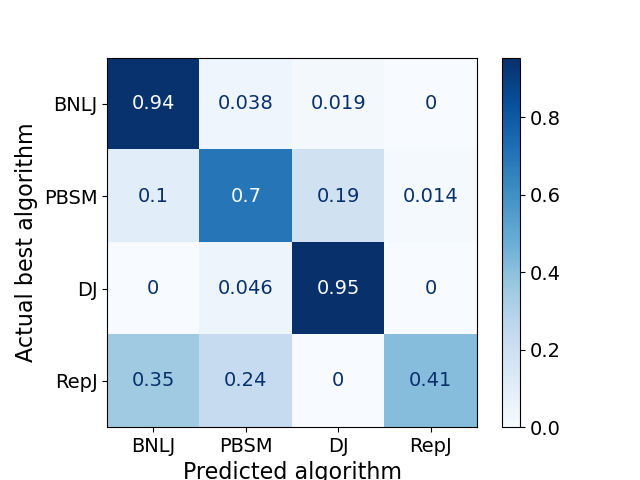 Actual best algorithm
BNLJ 0.94 0.038 0.019 0
PBSM 0.1 0.7 0.19 0.014
DJ 0 0.046 0.95 0
RepJ 0.35 0.24 0 0.41
BNLJ PBSM DJ RepJ
Predicted algorithm
0.8
0.6
0.4
0.2
0.0